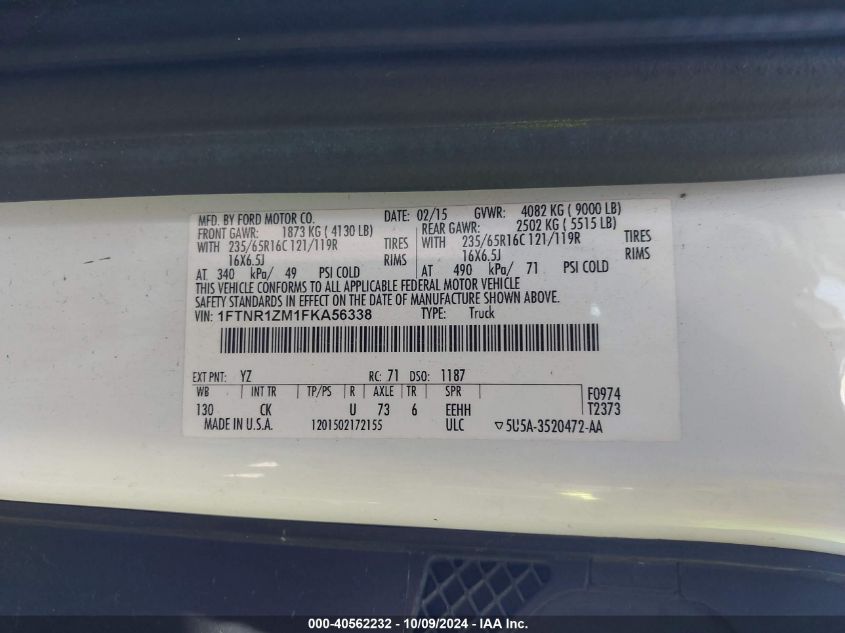 MFD. BY FORD MOTOR CO. DATE: 02/15 GVWR: 4082 KG ( 9000 LB)
FRONT GAWR: 1873 KG ( 4130 LB) REAR GAWR: 2502 KG ( 5515 LB)
WITH 235/65R16C 121/119R TIRES WITH 235/65R16C 121/119R TIRES
16X6.5J RIMS 16X6.5J RIMS
AT 340 kPa/ 49 PSI COLD AT 490 kPa/ 71 PSI COLD
THIS VEHICLE CONFORMS TO ALL APPLICABLE FEDERAL MOTOR VEHICLE
SAFETY STANDARDS IN EFFECT ON THE DATE OF MANUFACTURE SHOWN ABOVE.
VIN: 1FTNR1ZM1FKA56338 TYPE: Truck
EXT PNT: YZ RC: 71 DSO: 1187
WB INT TR TP/PS R AXLE TR SPR F0974
130 CK U 73 6 EEHH T2373
MADE IN U.S.A. 1201502172155 ULC ▽5U5A-3520472-AA
000-40562232 - 10/09/2024 - IAA Inc.